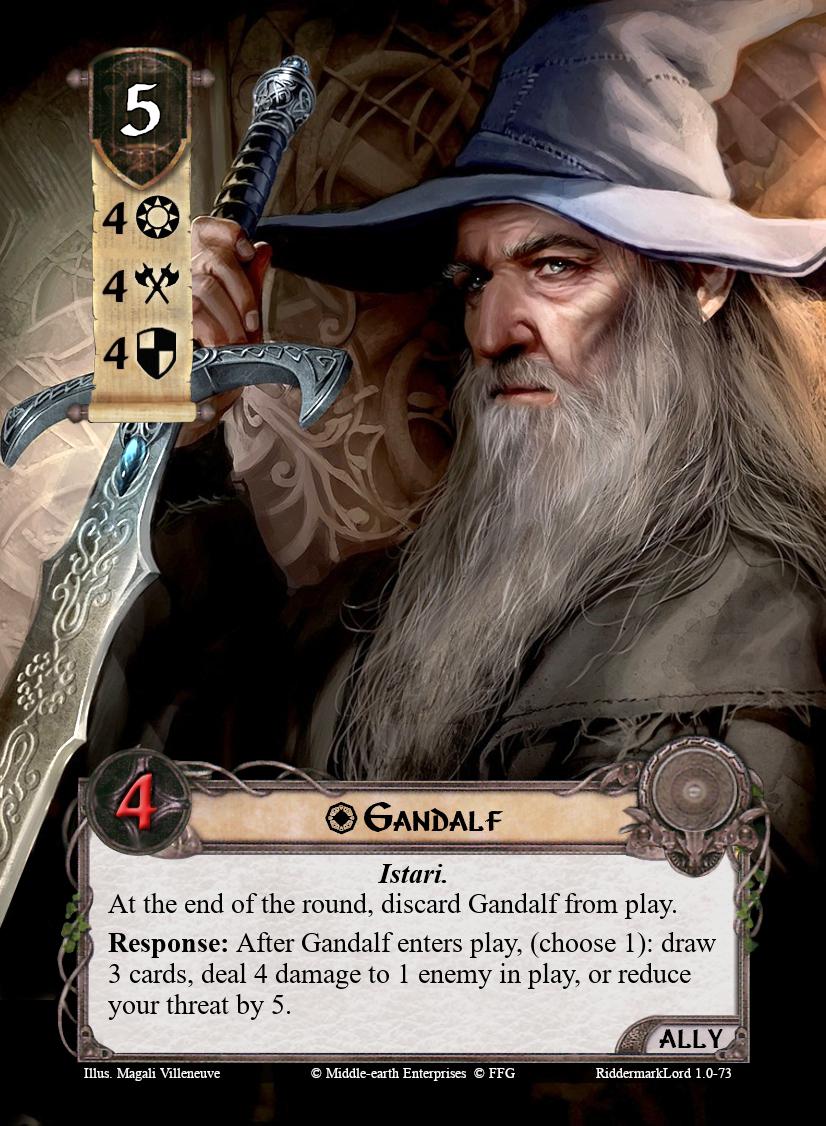 5
4
4
4
4
Gandalf
Istari.
At the end of the round, discard Gandalf from play.
Response: After Gandalf enters play, (choose 1): draw
3 cards, deal 4 damage to 1 enemy in play, or reduce
your threat by 5.
ALLY
Illus. Magali Villeneuve © Middle-earth Enterprises © FFG RiddermarkLord 1.0-73